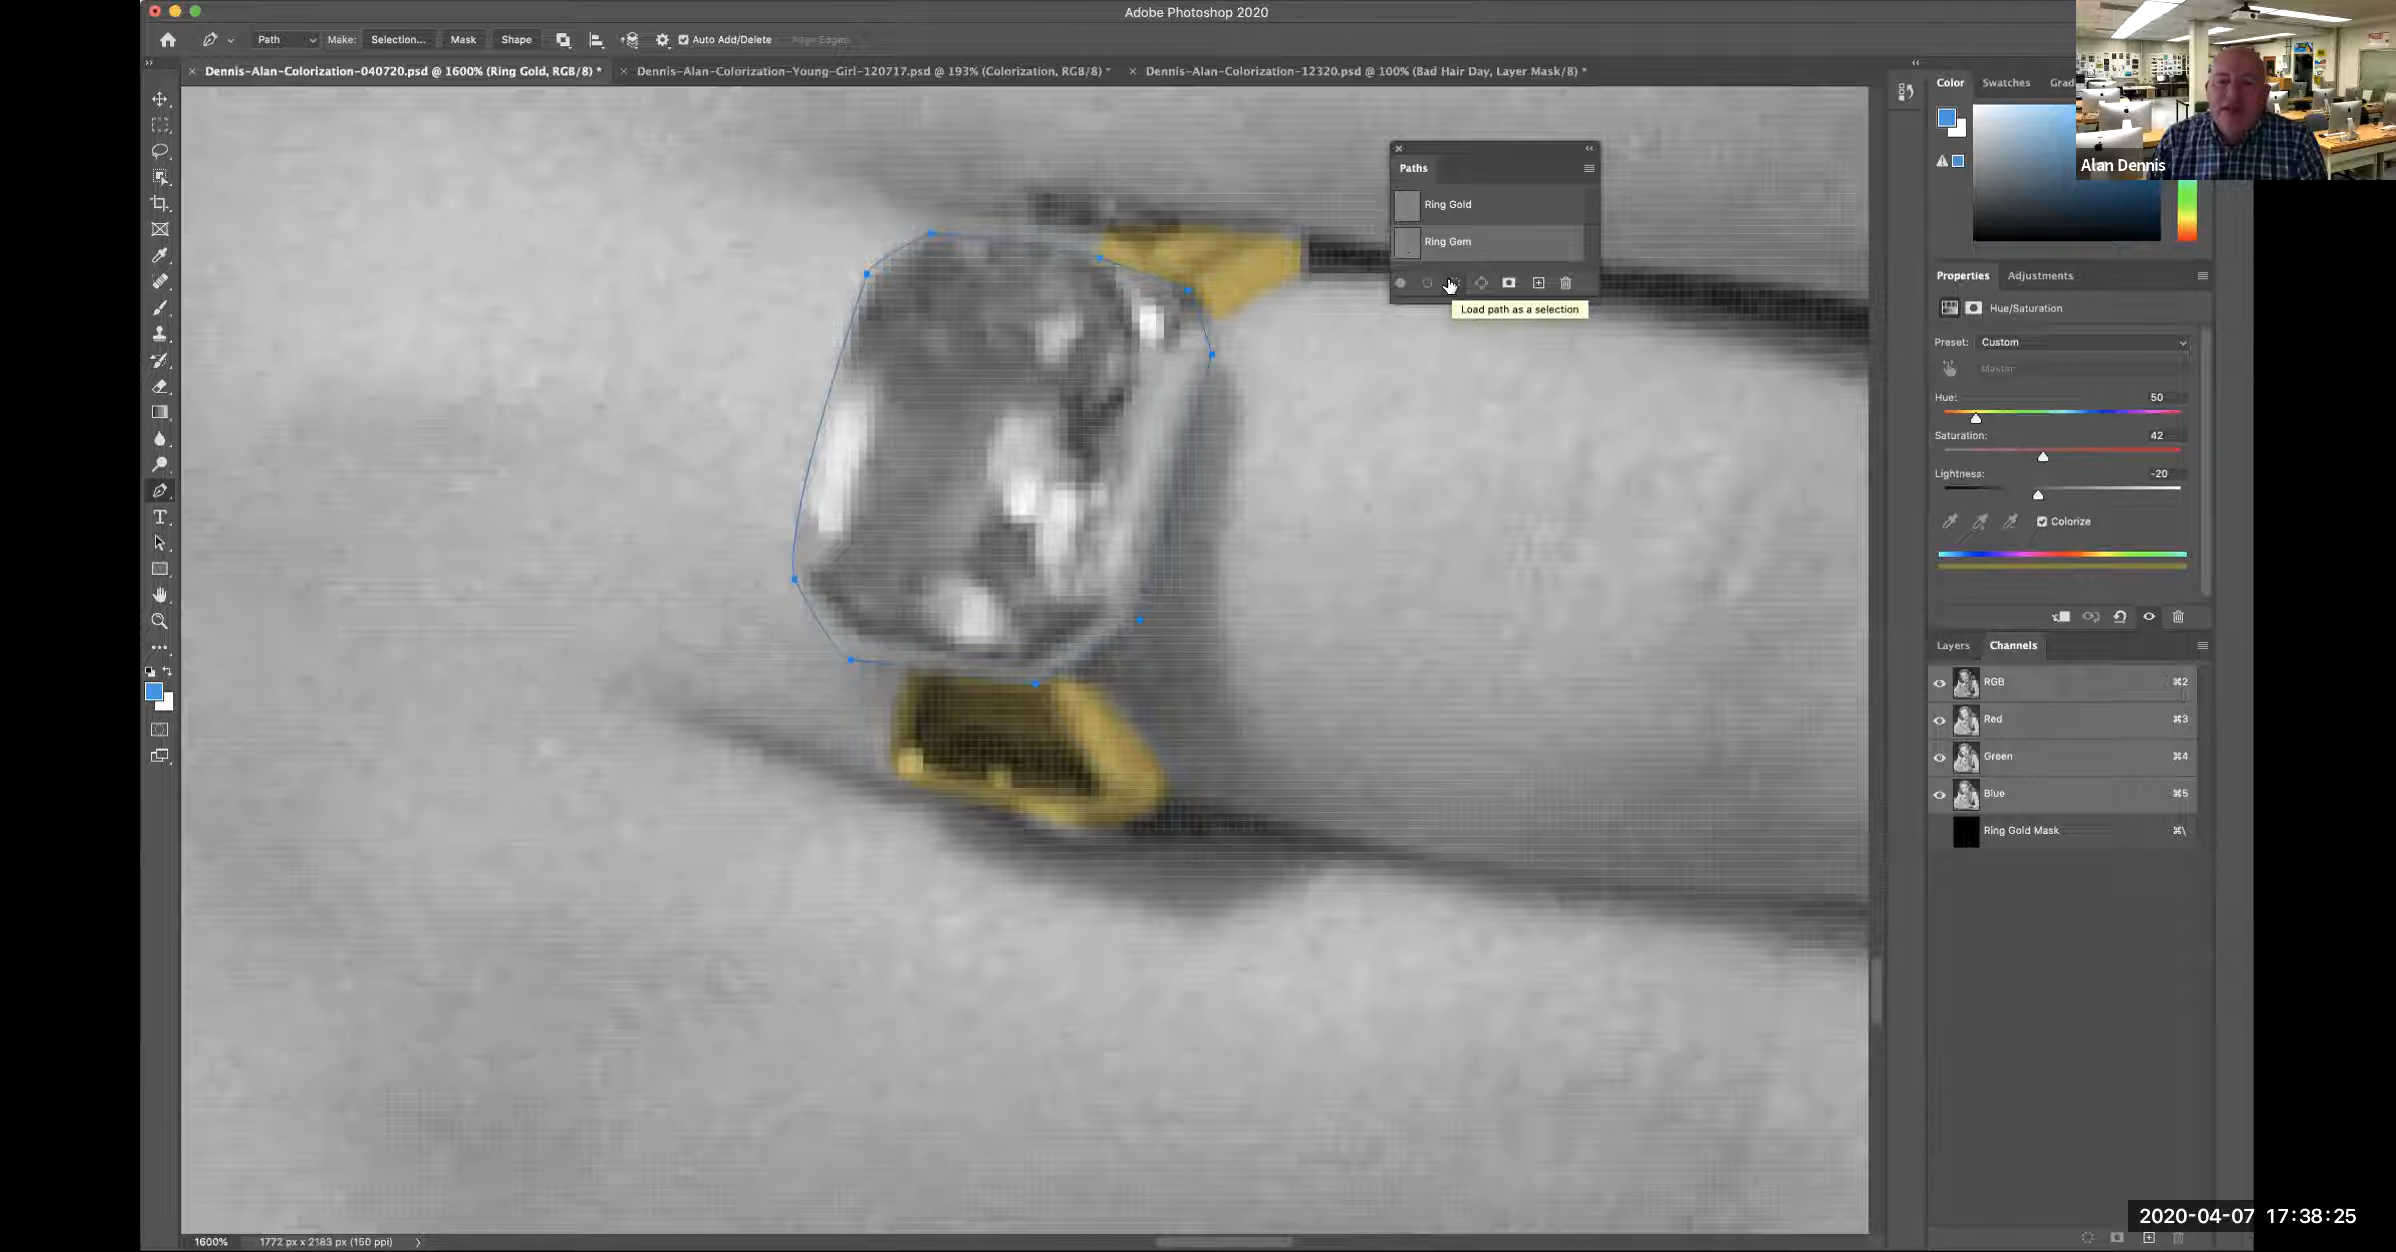 Adobe Photoshop 2020
Path
Make:
Selection...
Mask
Shape
Auto Add/Delete
Align Edges
Dennis-Alan-Colorization-040720.psd @ 1600% (Ring Gold, RGB/8) *
Dennis-Alan-Colorization-Young-Girl-120717.psd @ 193% (Colorization, RGB/8) *
Dennis-Alan-Colorization-12320.psd @ 100% (Bad Hair Day, Layer Mask/8) *
Alan Dennis
Color
Swatches
Grad
Paths
Ring Gold
Ring Gem
Load path as a selection
Properties
Adjustments
Hue/Saturation
Preset:
Custom
Master
Hue:
50
Saturation:
42
Lightness:
-20
Colorize
Layers
Channels
RGB
⌘2
Red
⌘3
Green
⌘4
Blue
⌘5
Ring Gold Mask
⌘\
1600%
1772 px x 2183 px (150 ppi)
2020-04-07 17:38:25